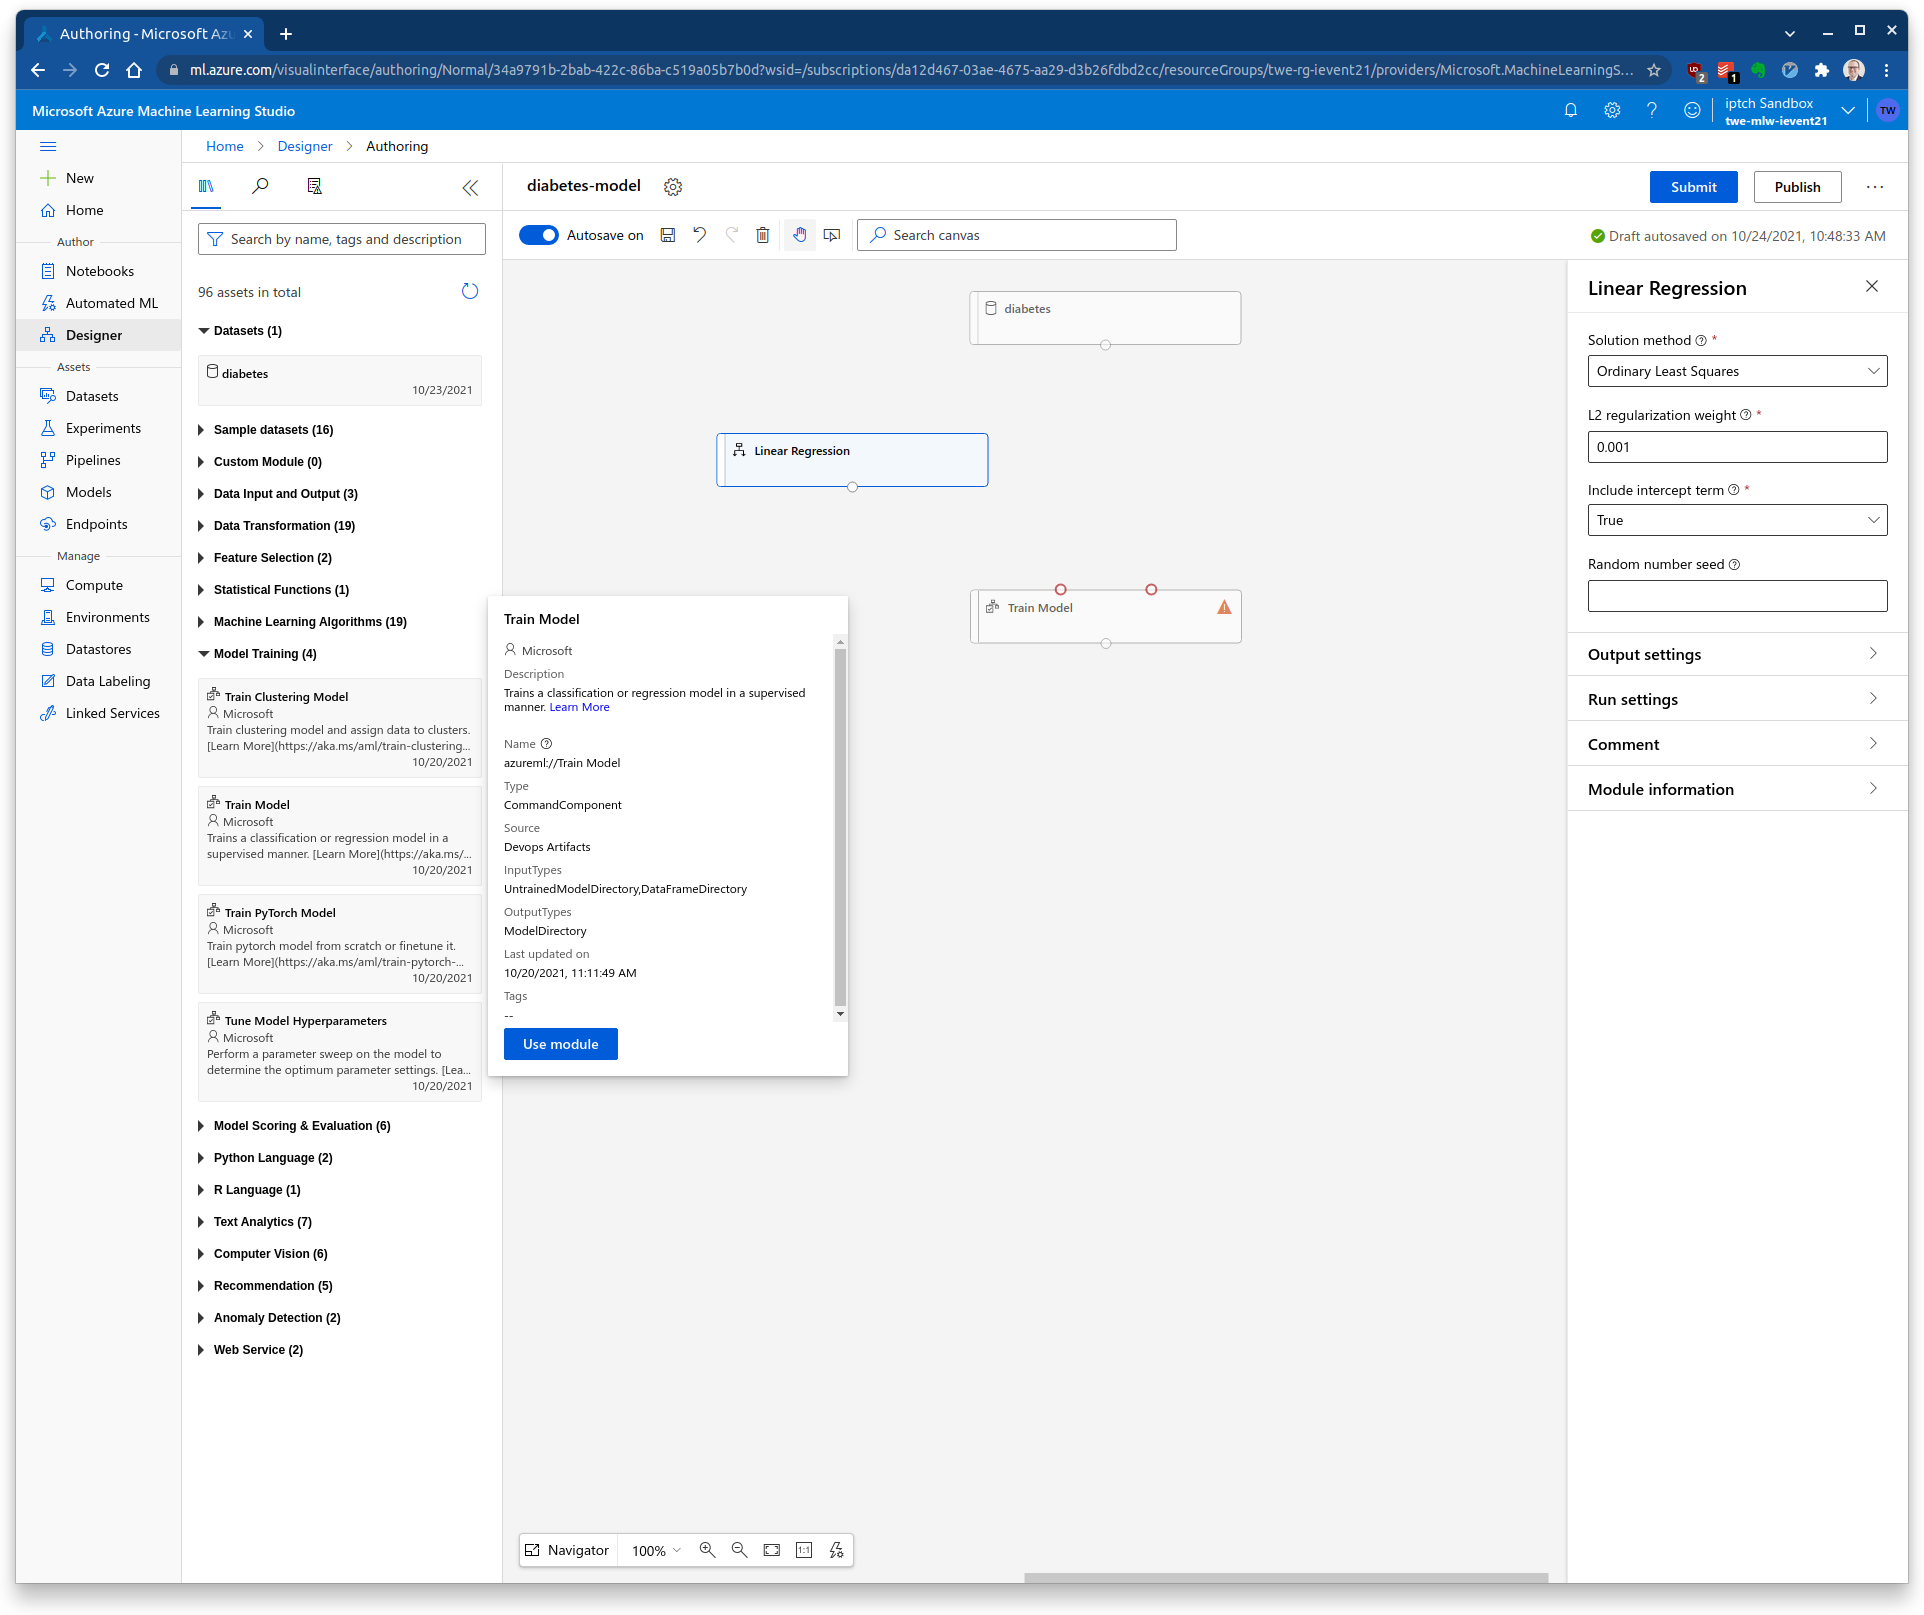 Authoring - Microsoft Azu
ml.azure.com/visualinterface/authoring/Normal/34a9791b-2bab-422c-86ba-c519a05b7b0d?wsid=/subscriptions/da12d467-03ae-4675-aa29-d3b26fdbd2cc/resourceGroups/twe-rg-ievent21/providers/Microsoft.MachineLearningS...
2
1
Microsoft Azure Machine Learning Studio
iptch Sandbox
twe-mlw-ievent21
TW
New
Home
Author
Notebooks
Automated ML
Designer
Assets
Datasets
Experiments
Pipelines
Models
Endpoints
Manage
Compute
Environments
Datastores
Data Labeling
Linked Services
Home > Designer > Authoring
Search by name, tags and description
96 assets in total
Datasets (1)
diabetes
10/23/2021
Sample datasets (16)
Custom Module (0)
Data Input and Output (3)
Data Transformation (19)
Feature Selection (2)
Statistical Functions (1)
Machine Learning Algorithms (19)
Model Training (4)
Train Clustering Model
Microsoft
Train clustering model and assign data to clusters.
[Learn More](https://aka.ms/aml/train-clustering...
10/20/2021
Train Model
Microsoft
Trains a classification or regression model in a
supervised manner. [Learn More](https://aka.ms/...
10/20/2021
Train PyTorch Model
Microsoft
Train pytorch model from scratch or finetune it.
[Learn More](https://aka.ms/aml/train-pytorch-...
10/20/2021
Tune Model Hyperparameters
Microsoft
Perform a parameter sweep on the model to
determine the optimum parameter settings. [Lea...
10/20/2021
Model Scoring & Evaluation (6)
Python Language (2)
R Language (1)
Text Analytics (7)
Computer Vision (6)
Recommendation (5)
Anomaly Detection (2)
Web Service (2)
diabetes-model
Submit
Publish
Autosave on
Search canvas
Draft autosaved on 10/24/2021, 10:48:33 AM
diabetes
Linear Regression
Train Model
Train Model
Microsoft
Description
Trains a classification or regression model in a supervised
manner. Learn More
Name
azureml://Train Model
Type
CommandComponent
Source
Devops Artifacts
InputTypes
UntrainedModelDirectory,DataFrameDirectory
OutputTypes
ModelDirectory
Last updated on
10/20/2021, 11:11:49 AM
Tags
--
Use module
Navigator
100%
1:1
Linear Regression
Solution method *
Ordinary Least Squares
L2 regularization weight *
0.001
Include intercept term *
True
Random number seed
Output settings
Run settings
Comment
Module information